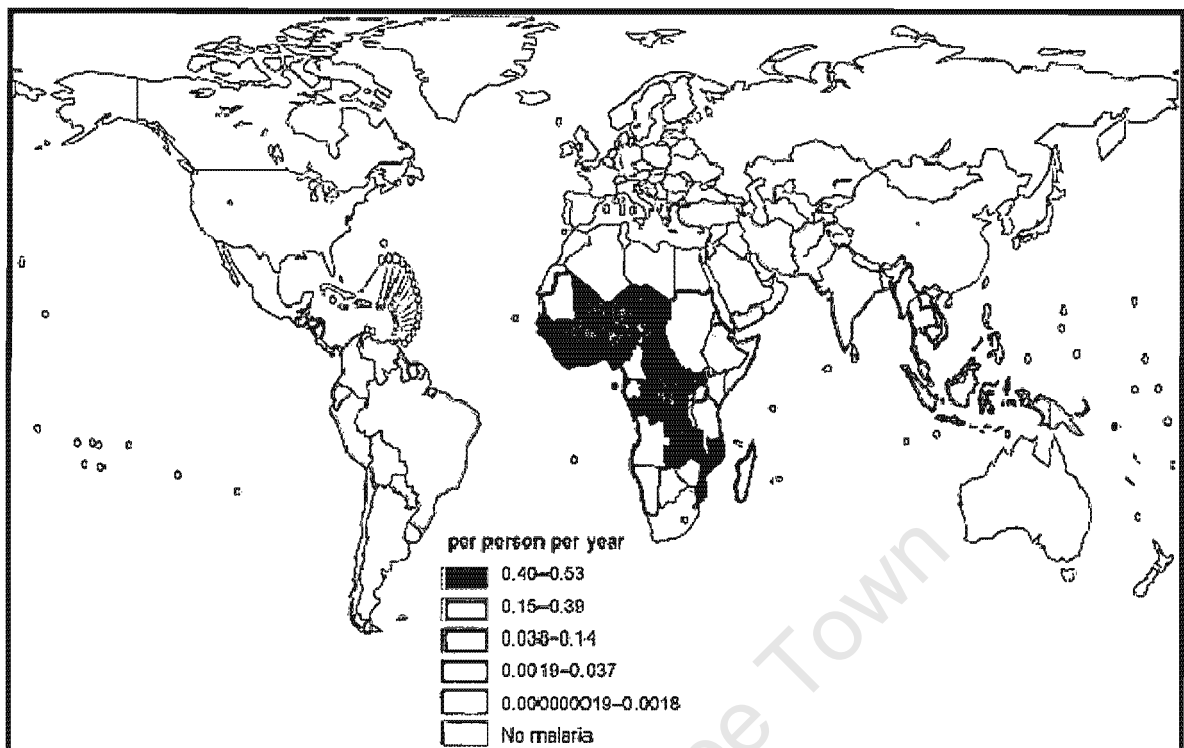 per person per year
0.40–0.53
0.15–0.39
0.038–0.14
0.0019–0.037
0.000000019–0.0018
No malaria
Town